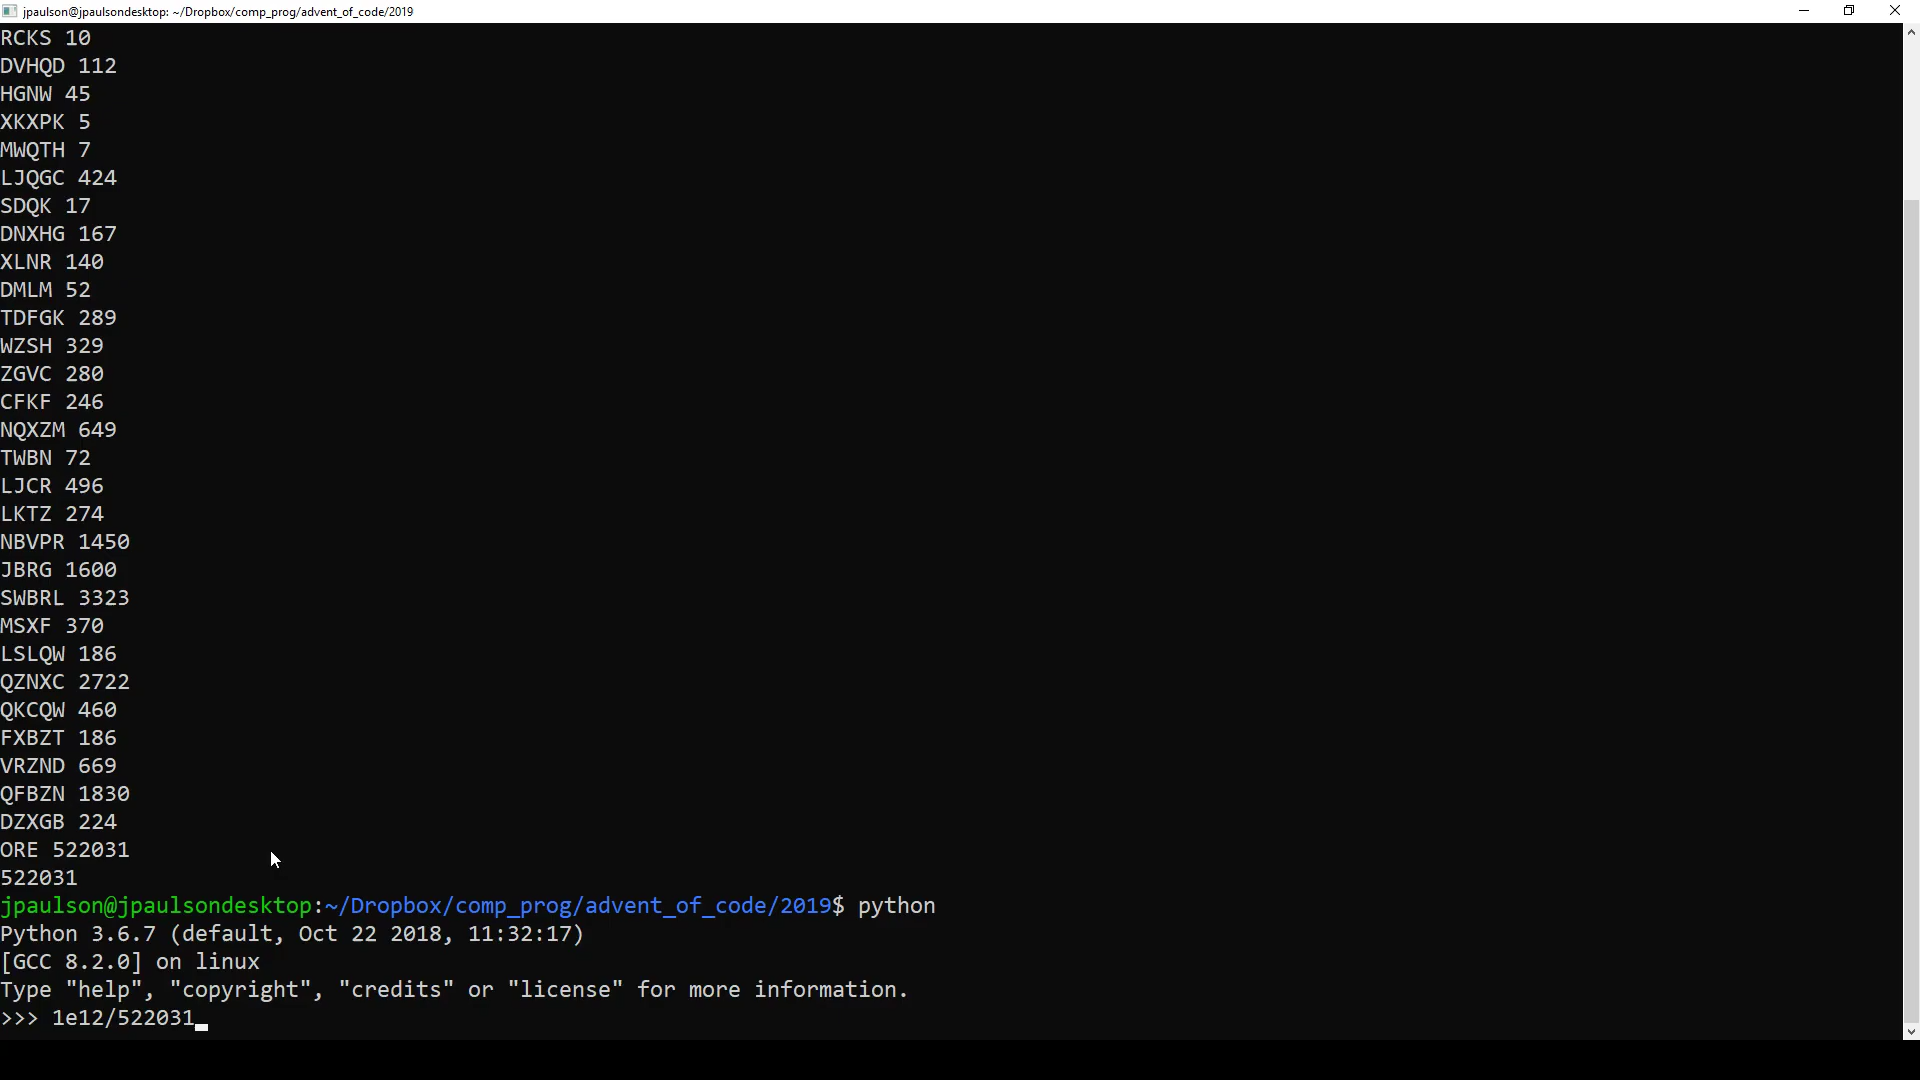 jpaulson@jpaulsondesktop: ~/Dropbox/comp_prog/advent_of_code/2019
RCKS 10
DVHQD 112
HGNW 45
XKXPK 5
MWQTH 7
LJQGC 424
SDQK 17
DNXHG 167
XLNR 140
DMLM 52
TDFGK 289
WZSH 329
ZGVC 280
CFKF 246
NQXZM 649
TWBN 72
LJCR 496
LKTZ 274
NBVPR 1450
JBRG 1600
SWBRL 3323
MSXF 370
LSLQW 186
QZNXC 2722
QKCQW 460
FXBZT 186
VRZND 669
QFBZN 1830
DZXGB 224
ORE 522031
522031
jpaulson@jpaulsondesktop:~/Dropbox/comp_prog/advent_of_code/2019$ python
Python 3.6.7 (default, Oct 22 2018, 11:32:17)
[GCC 8.2.0] on linux
Type "help", "copyright", "credits" or "license" for more information.
>>> 1e12/522031